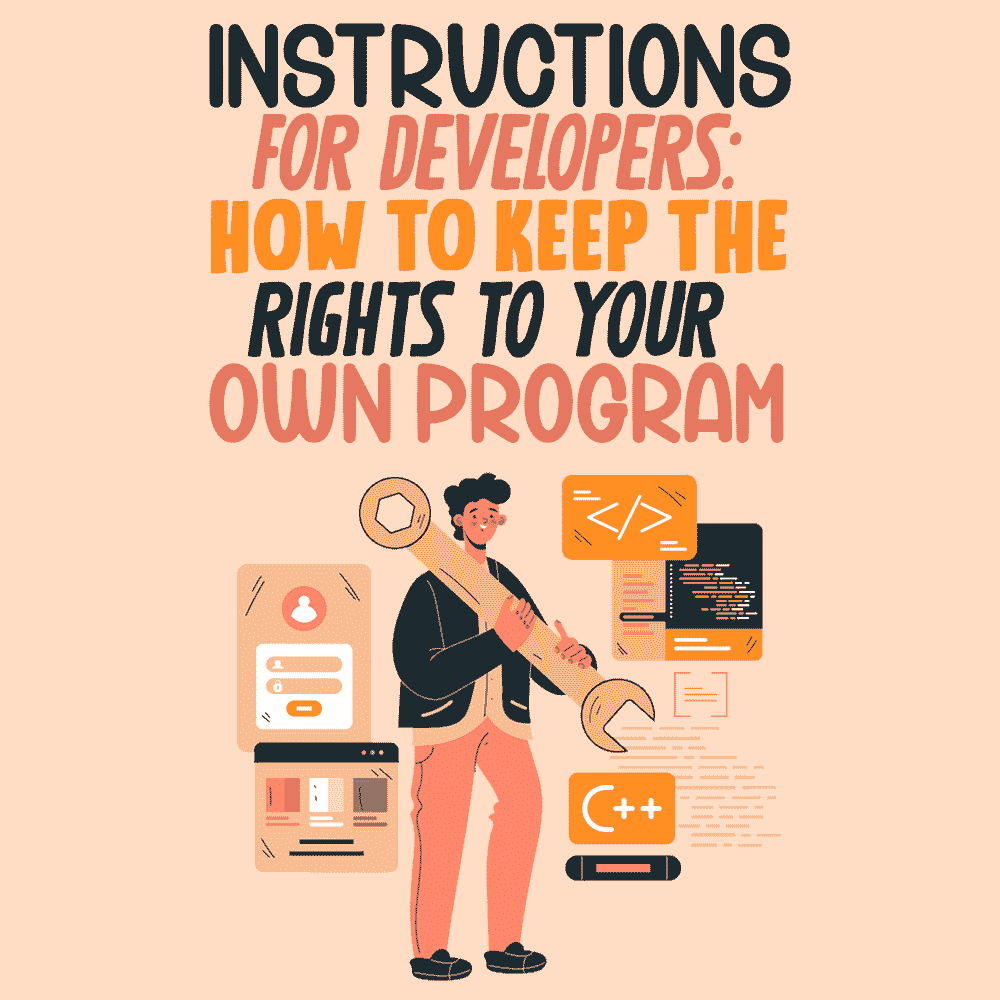 INSTRUCTIONS
FOR DEVELOPERS:
HOW TO KEEP THE
RIGHTS TO YOUR
OWN PROGRAM
</>
C++